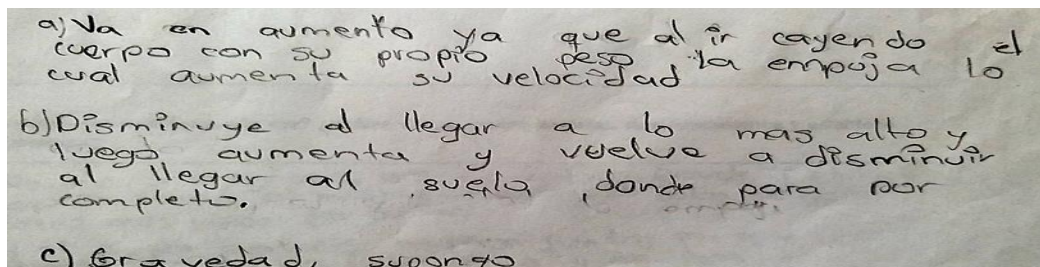 a) Va en aumento ya que al ir cayendo el
cuerpo con su propio peso la empuja lo
cual aumenta su velocidad
b) Disminuye al llegar a lo mas alto y
luego aumenta y vuelve a disminuir
al llegar al suelo, donde para por
completo.
c) Gravedad, supongo